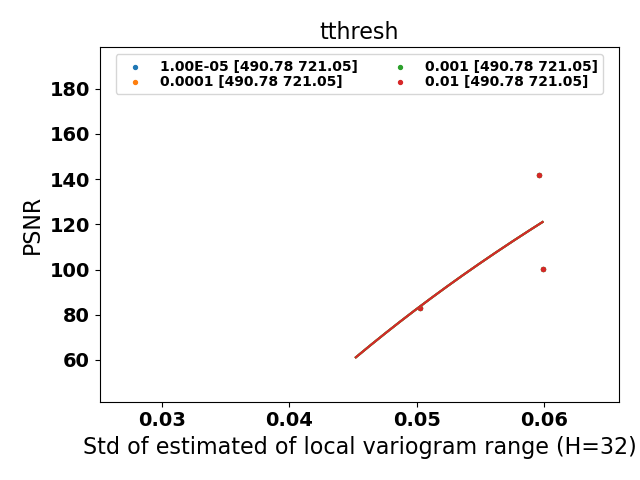 tthresh
1.00E-05 [490.78 721.05]
0.0001 [490.78 721.05]
0.001 [490.78 721.05]
0.01 [490.78 721.05]
PSNR
180
160
140
120
100
80
60
0.03 0.04 0.05 0.06
Std of estimated of local variogram range (H=32)